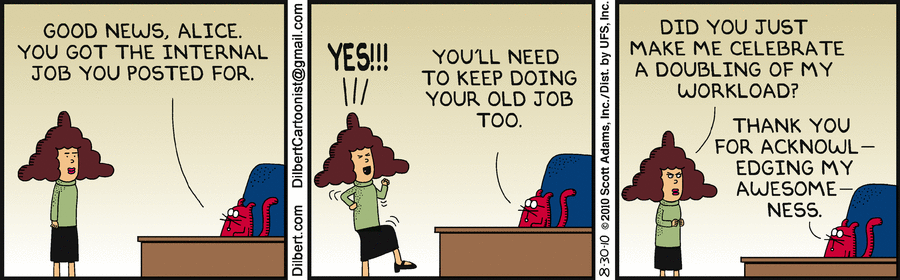 GOOD NEWS, ALICE.
YOU GOT THE INTERNAL
JOB YOU POSTED FOR.
Dilbert.com DilbertCartoonist@gmail.com
YES!!!
YOU'LL NEED
TO KEEP DOING
YOUR OLD JOB
TOO.
8-30-10 ©2010 Scott Adams, Inc./Dist. by UFS, Inc.
DID YOU JUST
MAKE ME CELEBRATE
A DOUBLING OF MY
WORKLOAD?
THANK YOU
FOR ACKNOWL-
EDGING MY
AWESOME-
NESS.